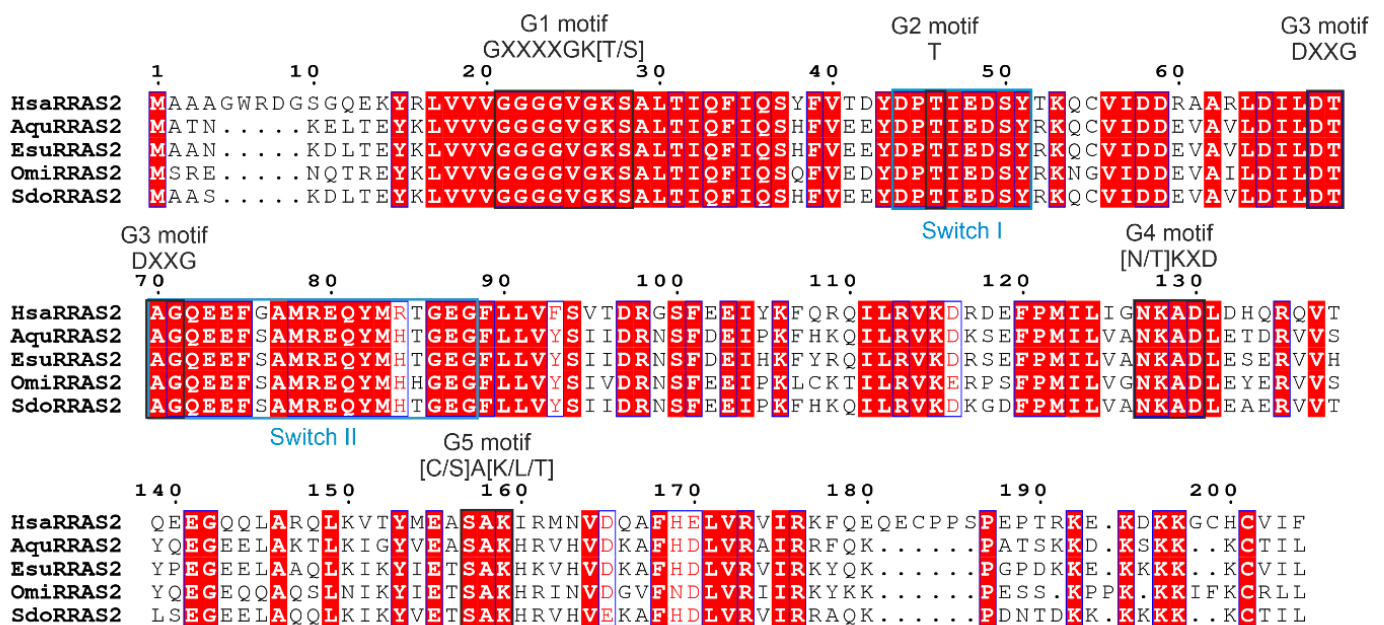 G1 motif G2 motif G3 motif
GXXXXGK[T/S] T DXXG
1 10 20 30 40 50 60
HsaRRAS2 MAAAGWRDGSGQEKYRLVVVGGGGVGKSALTIQFIQSYFVTDYDPTIEDSYTKQCVIDDRAARLDILDT
AquRRAS2 MATN.....KELTEYKLVVVGGGGVGKSALTIQFIQSHFVEEYDPTIEDSYRKQCVIDDEVAVLDILDT
EsuRRAS2 MAAN.....KDLTEYKLVVVGGGGVGKSALTIQFIQSHFVEEYDPTIEDSYRKQCVIDDEVAVLDILDT
OmiRRAS2 MSRE.....NQTREYKLVVVGGGGVGKSALTIQFIQSQFVEDYDPTIEDSYRKNGVIDDEVAILDILDT
SdoRRAS2 MAAS.....KDLTEYKLVVVGGGGVGKSALTIQFIQSHFVEEYDPTIEDSYRKQCVIDDEVAVLDILDT
Switch I
G3 motif G4 motif
DXXG [N/T]KXD
70 80 90 100 110 120 130
HsaRRAS2 AGQEEFGAMREQYMRTGEGFLLVFSVTDRGSFEEIYKFQRQILRVKDRDEFPMILIGNKADLDHQRQVT
AquRRAS2 AGQEEFSAMREQYMHTGEGFLLVYSIIDRNSFDEIPKFHKQILRVKDKSEFPMILVANKADLETDRVVS
EsuRRAS2 AGQEEFSAMREQYMHTGEGFLLVYSIIDRNSFDEIHKFYRQILRVKDRDEFPMILVANKADLESERVVH
OmiRRAS2 AGQEEFSAMREQYMHHGEGFLLVYSIVDRNSFEEIPKLCKTILRVKERPSFPMILVGNKADLEYERVVS
SdoRRAS2 AGQEEFSAMREQYMHTGEGFLLVYSIIDRNSFEEIPKFHKQILRVKDKGDFPMILVANKADLEAERVVT
Switch II
G5 motif
[C/S]A[K/L/T]
140 150 160 170 180 190 200
HsaRRAS2 QEEGQQLARQLKVTYMEASAKIRMNVDQAFHELVRVIRKFQEQECPPSPEPTRKE.KDKKGCHCVIF
AquRRAS2 YQEGEELAKTLKIGYVEASAKHRVHVDKAFHDLVRAIRRFQK......PATSKKD.KSKK..KCTIL
EsuRRAS2 YPEGEELAAQLKIKYVEASAKHKVHVDKAFHDLVRVIRKYQK......PGPDKKE.KKKK..KCTIL
OmiRRAS2 YQEGEQQAQSLNIKYIETSAKHRINVDGVFNDLVRIIRKYKK......PESS.KPPK.KKIFKCRLL
SdoRRAS2 LSEGEELAQQLKIKYIETSAKHRVHVEKAFHDLVRVIRRAQK......PDNTDKK.KKKK..KCTIL